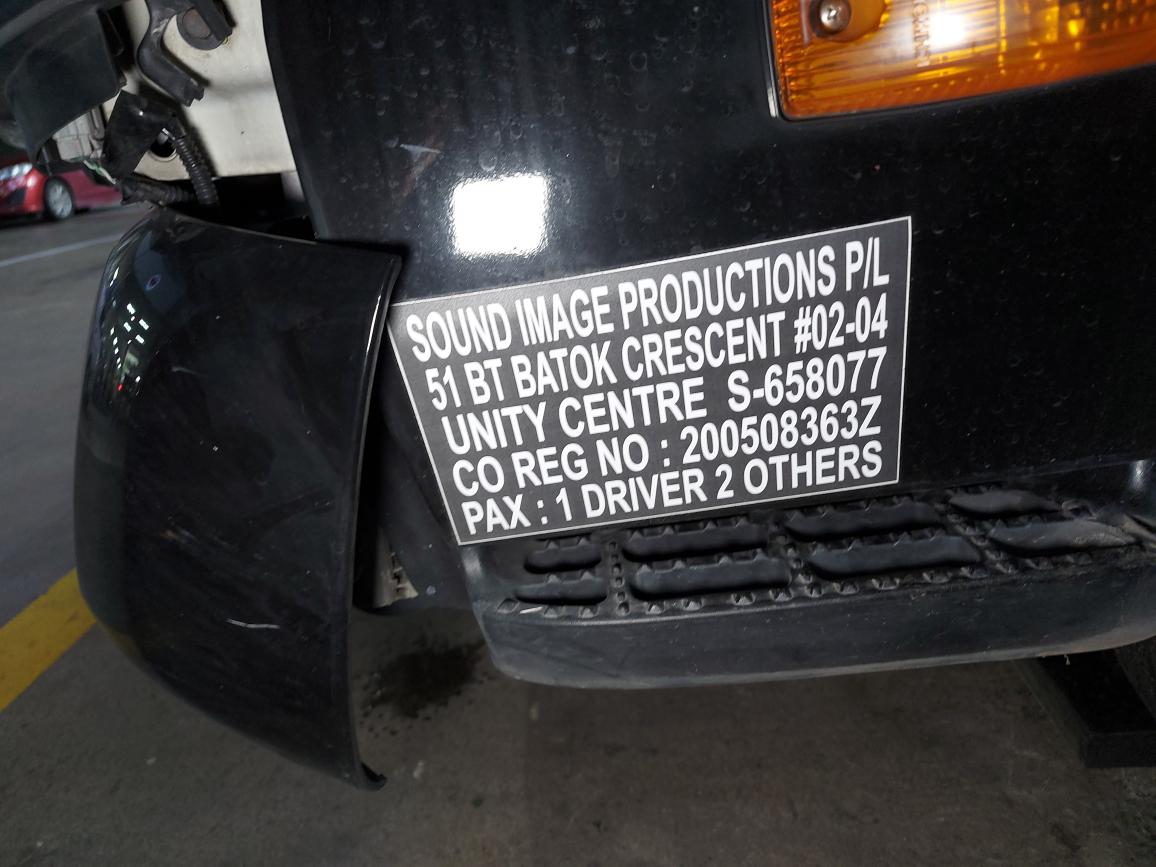 SOUND IMAGE PRODUCTIONS P/L
51 BT BATOK CRESCENT #02-04
UNITY CENTRE S-658077
CO REG NO : 200508363Z
PAX : 1 DRIVER 2 OTHERS